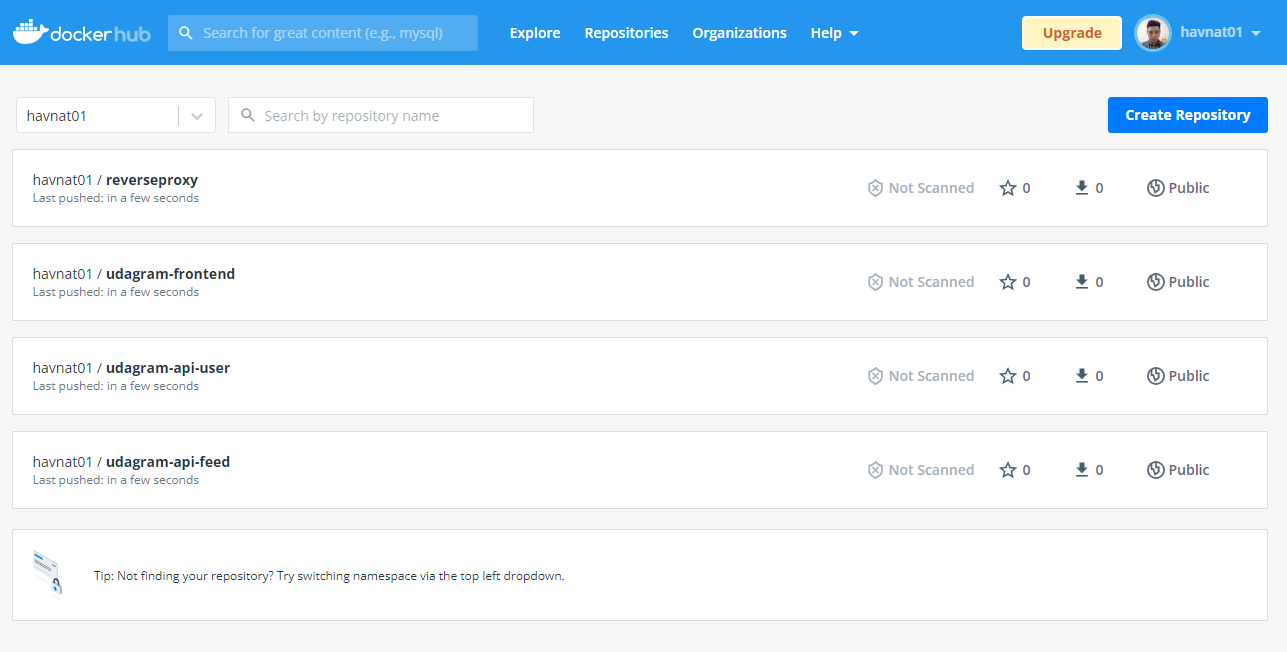 dockerhub
Search for great content (e.g., mysql)
Explore
Repositories
Organizations
Help
Upgrade
havnat01
havnat01
Search by repository name
Create Repository
havnat01 / reverseproxy
Last pushed: in a few seconds
Not Scanned
0
0
Public
havnat01 / udagram-frontend
Last pushed: in a few seconds
Not Scanned
0
0
Public
havnat01 / udagram-api-user
Last pushed: in a few seconds
Not Scanned
0
0
Public
havnat01 / udagram-api-feed
Last pushed: in a few seconds
Not Scanned
0
0
Public
Tip: Not finding your repository? Try switching namespace via the top left dropdown.